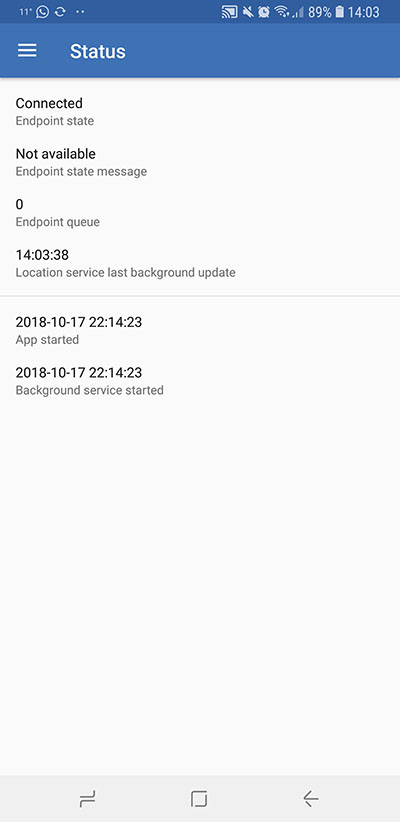 11° 89% 14:03
Status
Connected
Endpoint state
Not available
Endpoint state message
0
Endpoint queue
14:03:38
Location service last background update
2018-10-17 22:14:23
App started
2018-10-17 22:14:23
Background service started